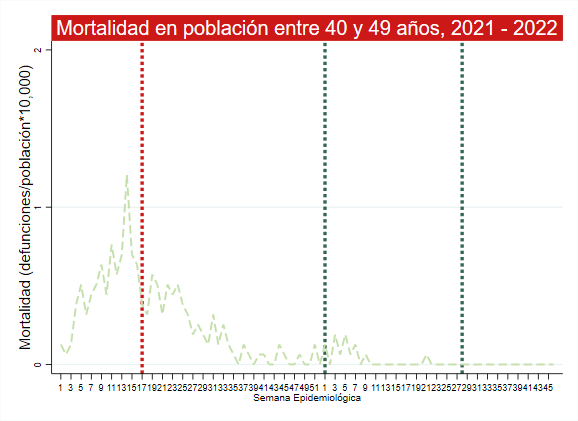 Mortalidad en población entre 40 y 49 años, 2021 - 2022
Mortalidad (defunciones/población*10,000)
2
1
0
1 3 5 7 9 11 13 15 17 19 21 23 25 27 29 31 33 35 37 39 41 43 45 47 49 51 1 3 5 7 9 11 13 15 17 19 21 23 25 27 29 31 33 35 37 39 41 43 45
Semana Epidemiológica